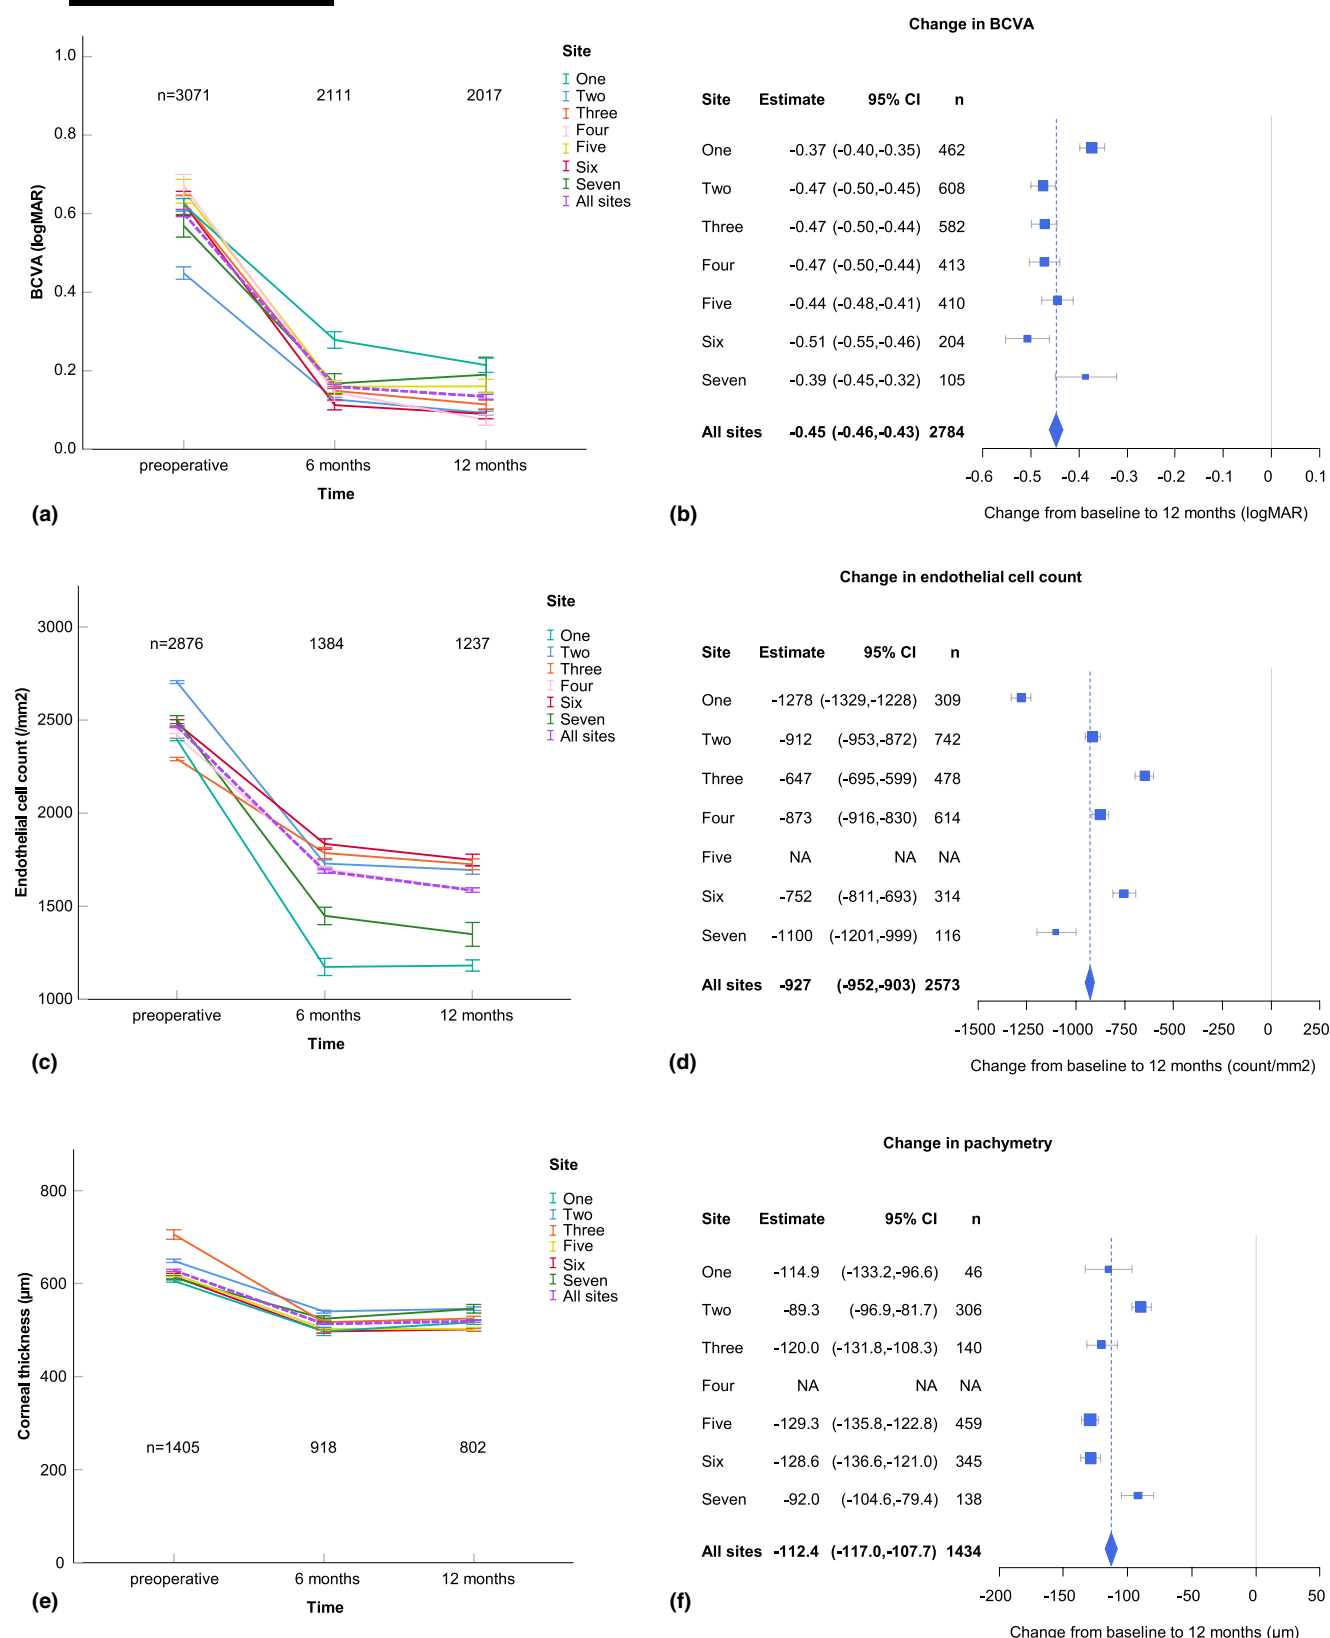 1.0
0.8
0.6
0.4
0.2
0.0
BCVA (logMAR)
n=3071 2111 2017
preoperative 6 months 12 months
Time
Site
One
Two
Three
Four
Five
Six
Seven
All sites
(a)
Change in BCVA
Site Estimate 95% CI n
One -0.37 (-0.40,-0.35) 462
Two -0.47 (-0.50,-0.45) 608
Three -0.47 (-0.50,-0.44) 582
Four -0.47 (-0.50,-0.44) 413
Five -0.44 (-0.48,-0.41) 410
Six -0.51 (-0.55,-0.46) 204
Seven -0.39 (-0.45,-0.32) 105
All sites -0.45 (-0.46,-0.43) 2784
-0.6 -0.5 -0.4 -0.3 -0.2 -0.1 0 0.1
Change from baseline to 12 months (logMAR)
(b)
3000
2500
2000
1500
1000
Endothelial cell count (/mm2)
n=2876 1384 1237
preoperative 6 months 12 months
Time
Site
One
Two
Three
Four
Six
Seven
All sites
(c)
Change in endothelial cell count
Site Estimate 95% CI n
One -1278 (-1329,-1228) 309
Two -912 (-953,-872) 742
Three -647 (-695,-599) 478
Four -873 (-916,-830) 614
Five NA NA NA
Six -752 (-811,-693) 314
Seven -1100 (-1201,-999) 116
All sites -927 (-952,-903) 2573
-1500 -1250 -1000 -750 -500 -250 0 250
Change from baseline to 12 months (count/mm2)
(d)
800
600
400
200
0
Corneal thickness (µm)
n=1405 918 802
preoperative 6 months 12 months
Time
Site
One
Two
Three
Five
Six
Seven
All sites
(e)
Change in pachymetry
Site Estimate 95% CI n
One -114.9 (-133.2,-96.6) 46
Two -89.3 (-96.9,-81.7) 306
Three -120.0 (-131.8,-108.3) 140
Four NA NA NA
Five -129.3 (-135.8,-122.8) 459
Six -128.6 (-136.6,-121.0) 345
Seven -92.0 (-104.6,-79.4) 138
All sites -112.4 (-117.0,-107.7) 1434
-200 -150 -100 -50 0 50
Change from baseline to 12 months (µm)
(f)